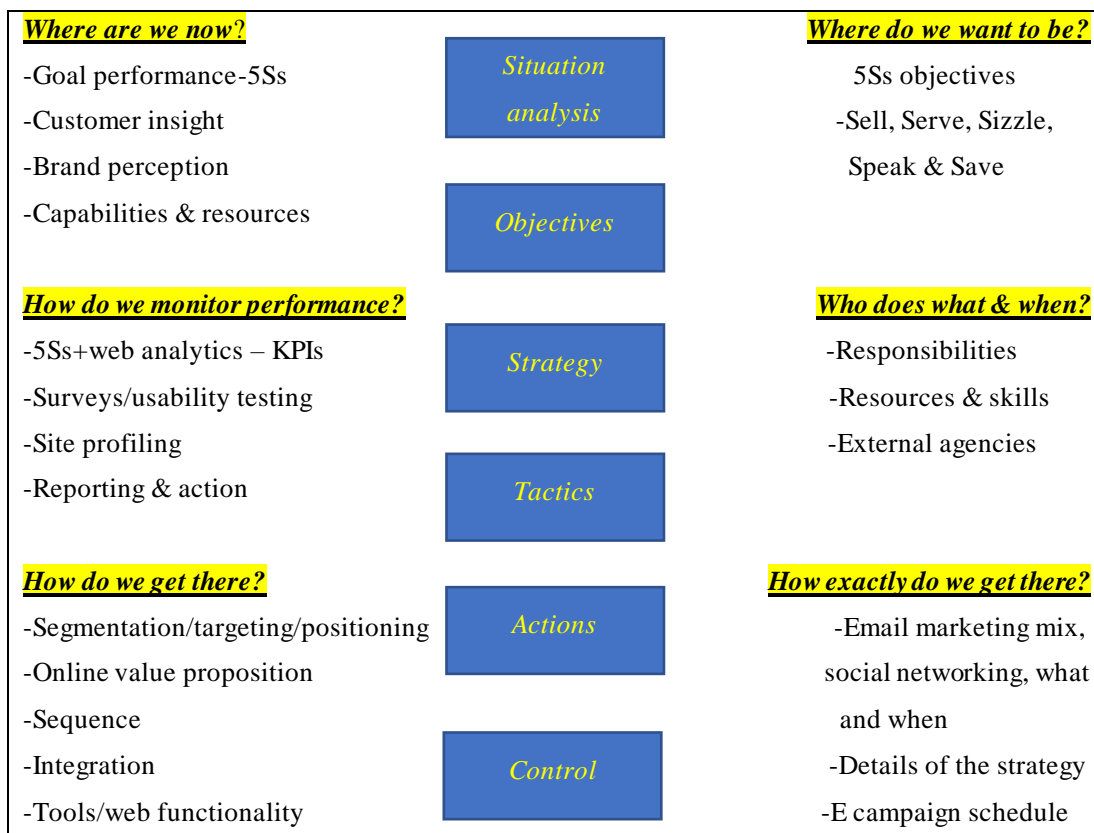 Where are we now?
-Goal performance-5Ss
-Customer insight
-Brand perception
-Capabilities & resources
Situation
analysis
Objectives
Where do we want to be?
5Ss objectives
-Sell, Serve, Sizzle,
Speak & Save
How do we monitor performance?
-5Ss+web analytics – KPIs
-Surveys/usability testing
-Site profiling
-Reporting & action
Strategy
Tactics
Who does what & when?
-Responsibilities
-Resources & skills
-External agencies
How do we get there?
-Segmentation/targeting/positioning
-Online value proposition
-Sequence
-Integration
-Tools/web functionality
Actions
Control
How exactly do we get there?
-Email marketing mix,
social networking, what
and when
-Details of the strategy
-E campaign schedule